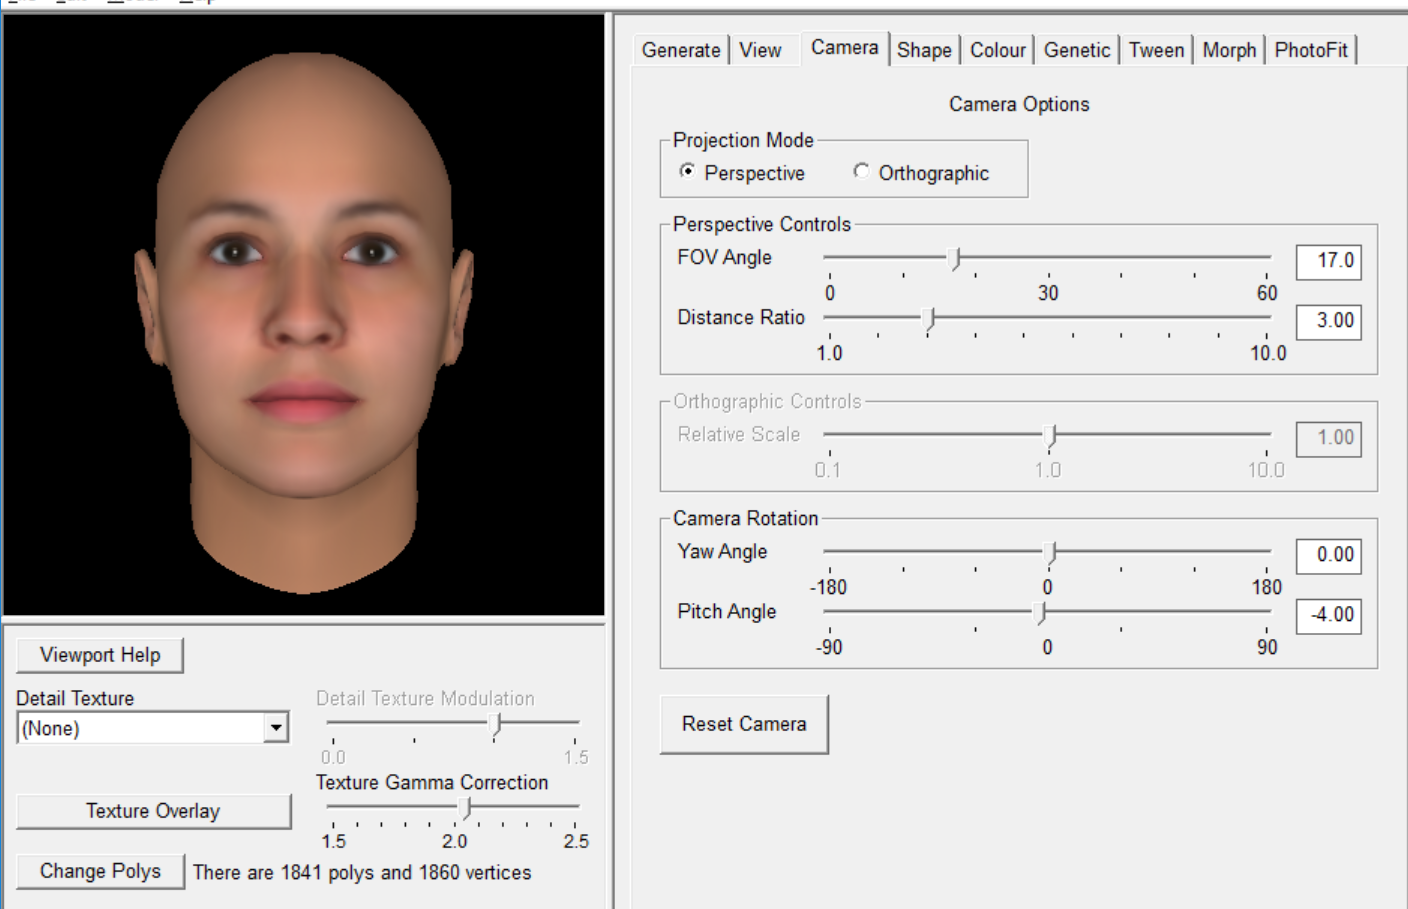 Generate View Camera Shape Colour Genetic Tween Morph PhotoFit
Camera Options
Projection Mode
Perspective Orthographic
Perspective Controls
FOV Angle 17.0
0 30 60
Distance Ratio 3.00
1.0 10.0
Orthographic Controls
Relative Scale 1.00
0.1 1.0 10.0
Camera Rotation
Yaw Angle 0.00
-180 0 180
Pitch Angle -4.00
-90 0 90
Reset Camera
Viewport Help
Detail Texture
(None)
Detail Texture Modulation
0.0 1.5
Texture Overlay
Texture Gamma Correction
1.5 2.0 2.5
Change Polys There are 1841 polys and 1860 vertices